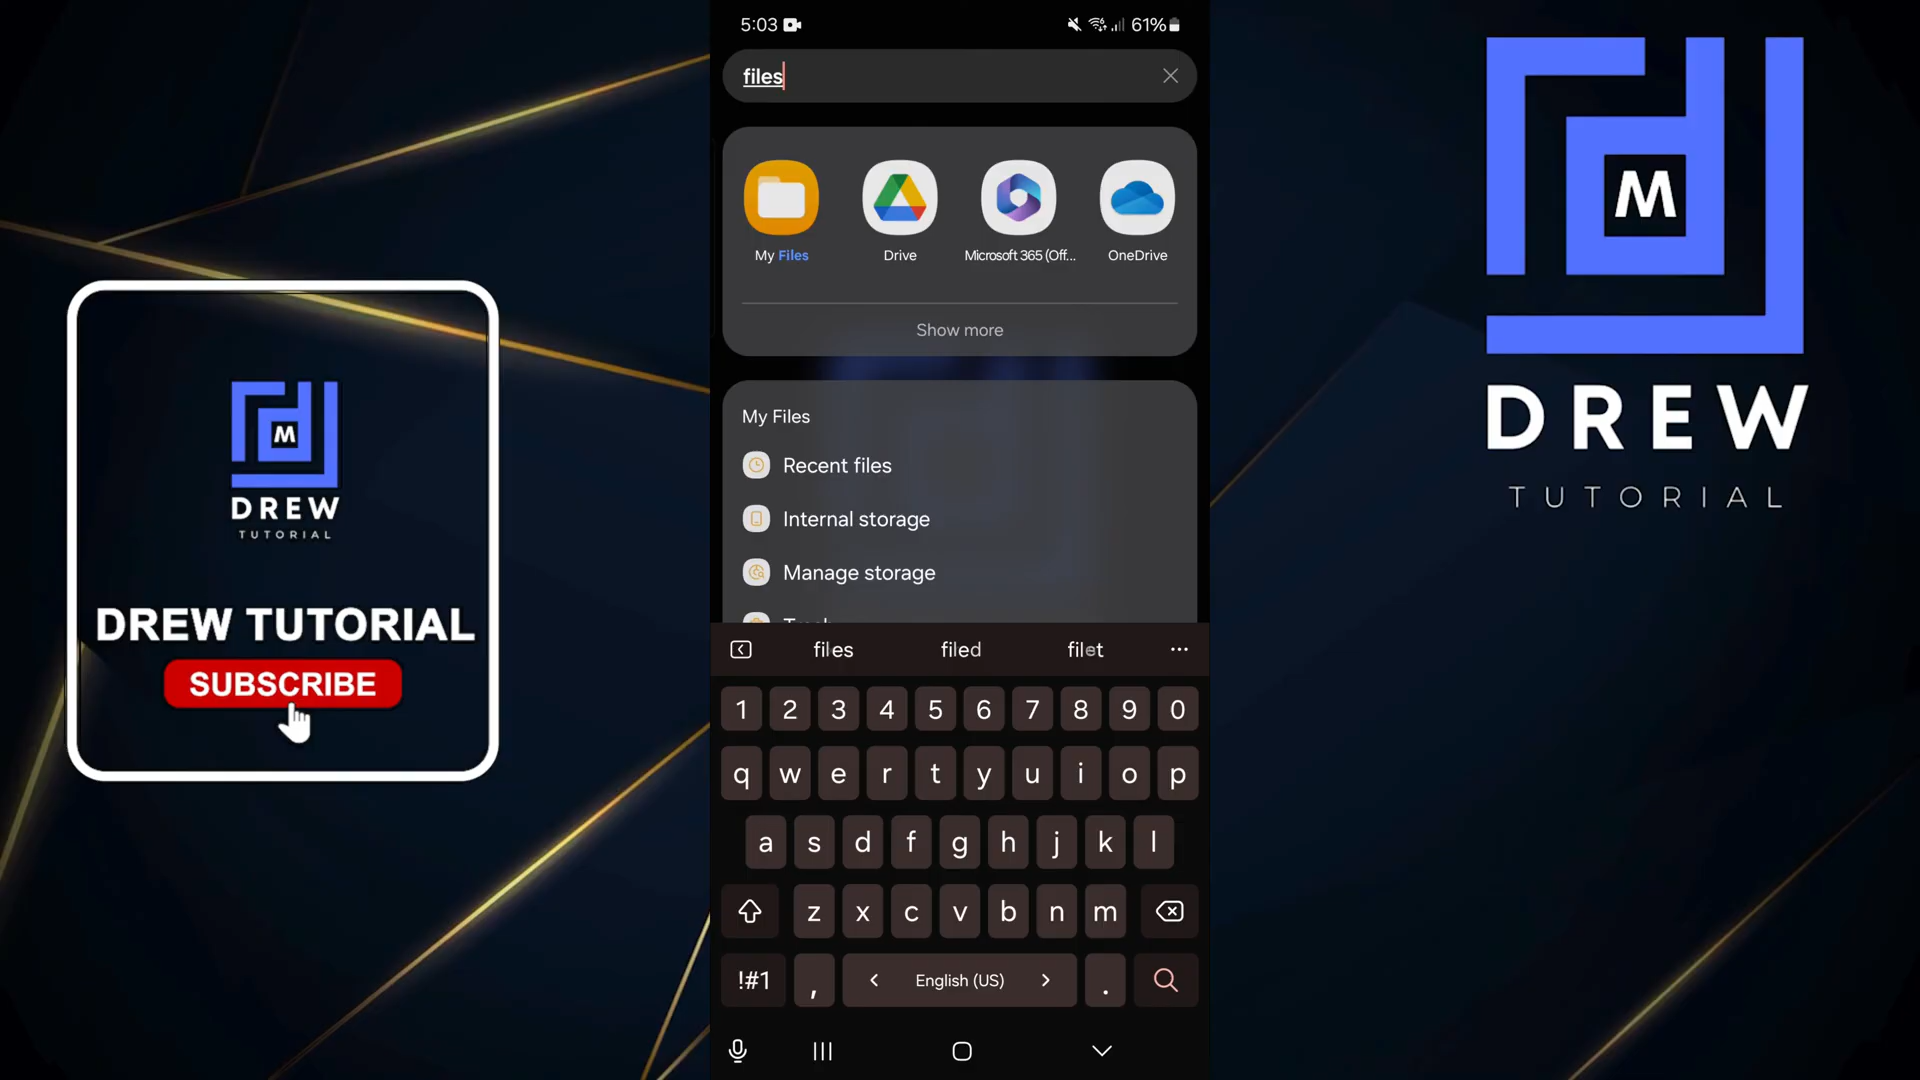 5:03
61%
files
My Files
Drive
Microsoft 365 (Off...
OneDrive
Show more
My Files
Recent files
Internal storage
Manage storage
files
filed
filet
1 2 3 4 5 6 7 8 9 0
q w e r t y u i o p
a s d f g h j k l
z x c v b n m
!#1 , < English (US) > .
M
DREW
TUTORIAL
DREW TUTORIAL
SUBSCRIBE
M
DREW
TUTORIAL